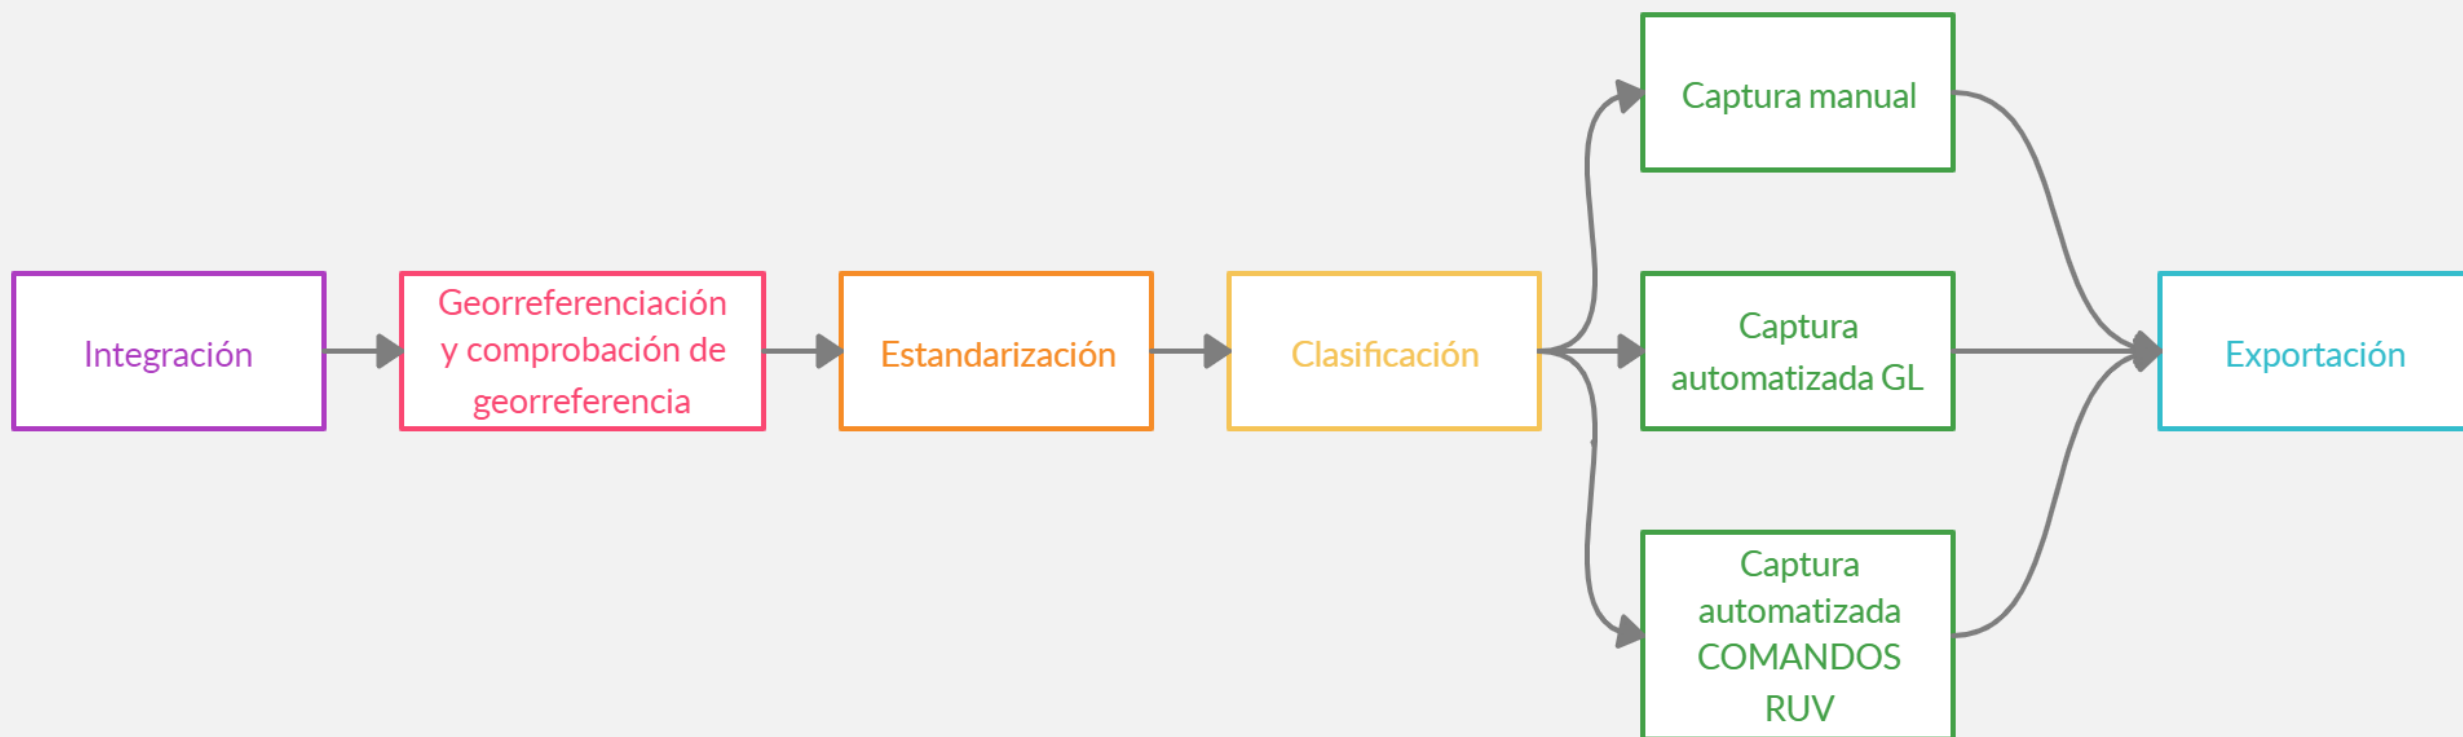 Integración
Georreferenciación
y comprobación de
georreferencia
Estandarización
Clasificación
Captura manual
Captura
automatizada GL
Captura
automatizada
COMANDOS
RUV
Exportación